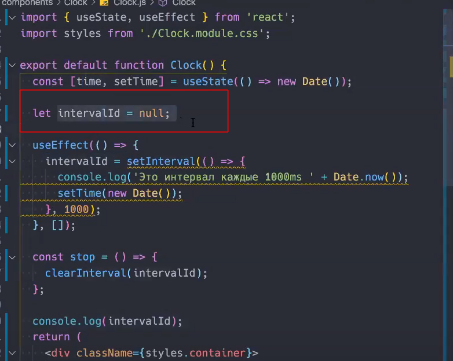 components > Clock > Clock.js > Clock
import { useState, useEffect } from 'react';
import styles from './Clock.module.css';
export default function Clock() {
const [time, setTime] = useState(() => new Date());
let intervalId = null;
useEffect(() => {
intervalId = setInterval(() => {
console.log('Это интервал каждые 1000ms ' + Date.now());
setTime(new Date());
}, 1000);
}, []);
const stop = () => {
clearInterval(intervalId);
};
console.log(intervalId);
return (
<div className={styles.container}>